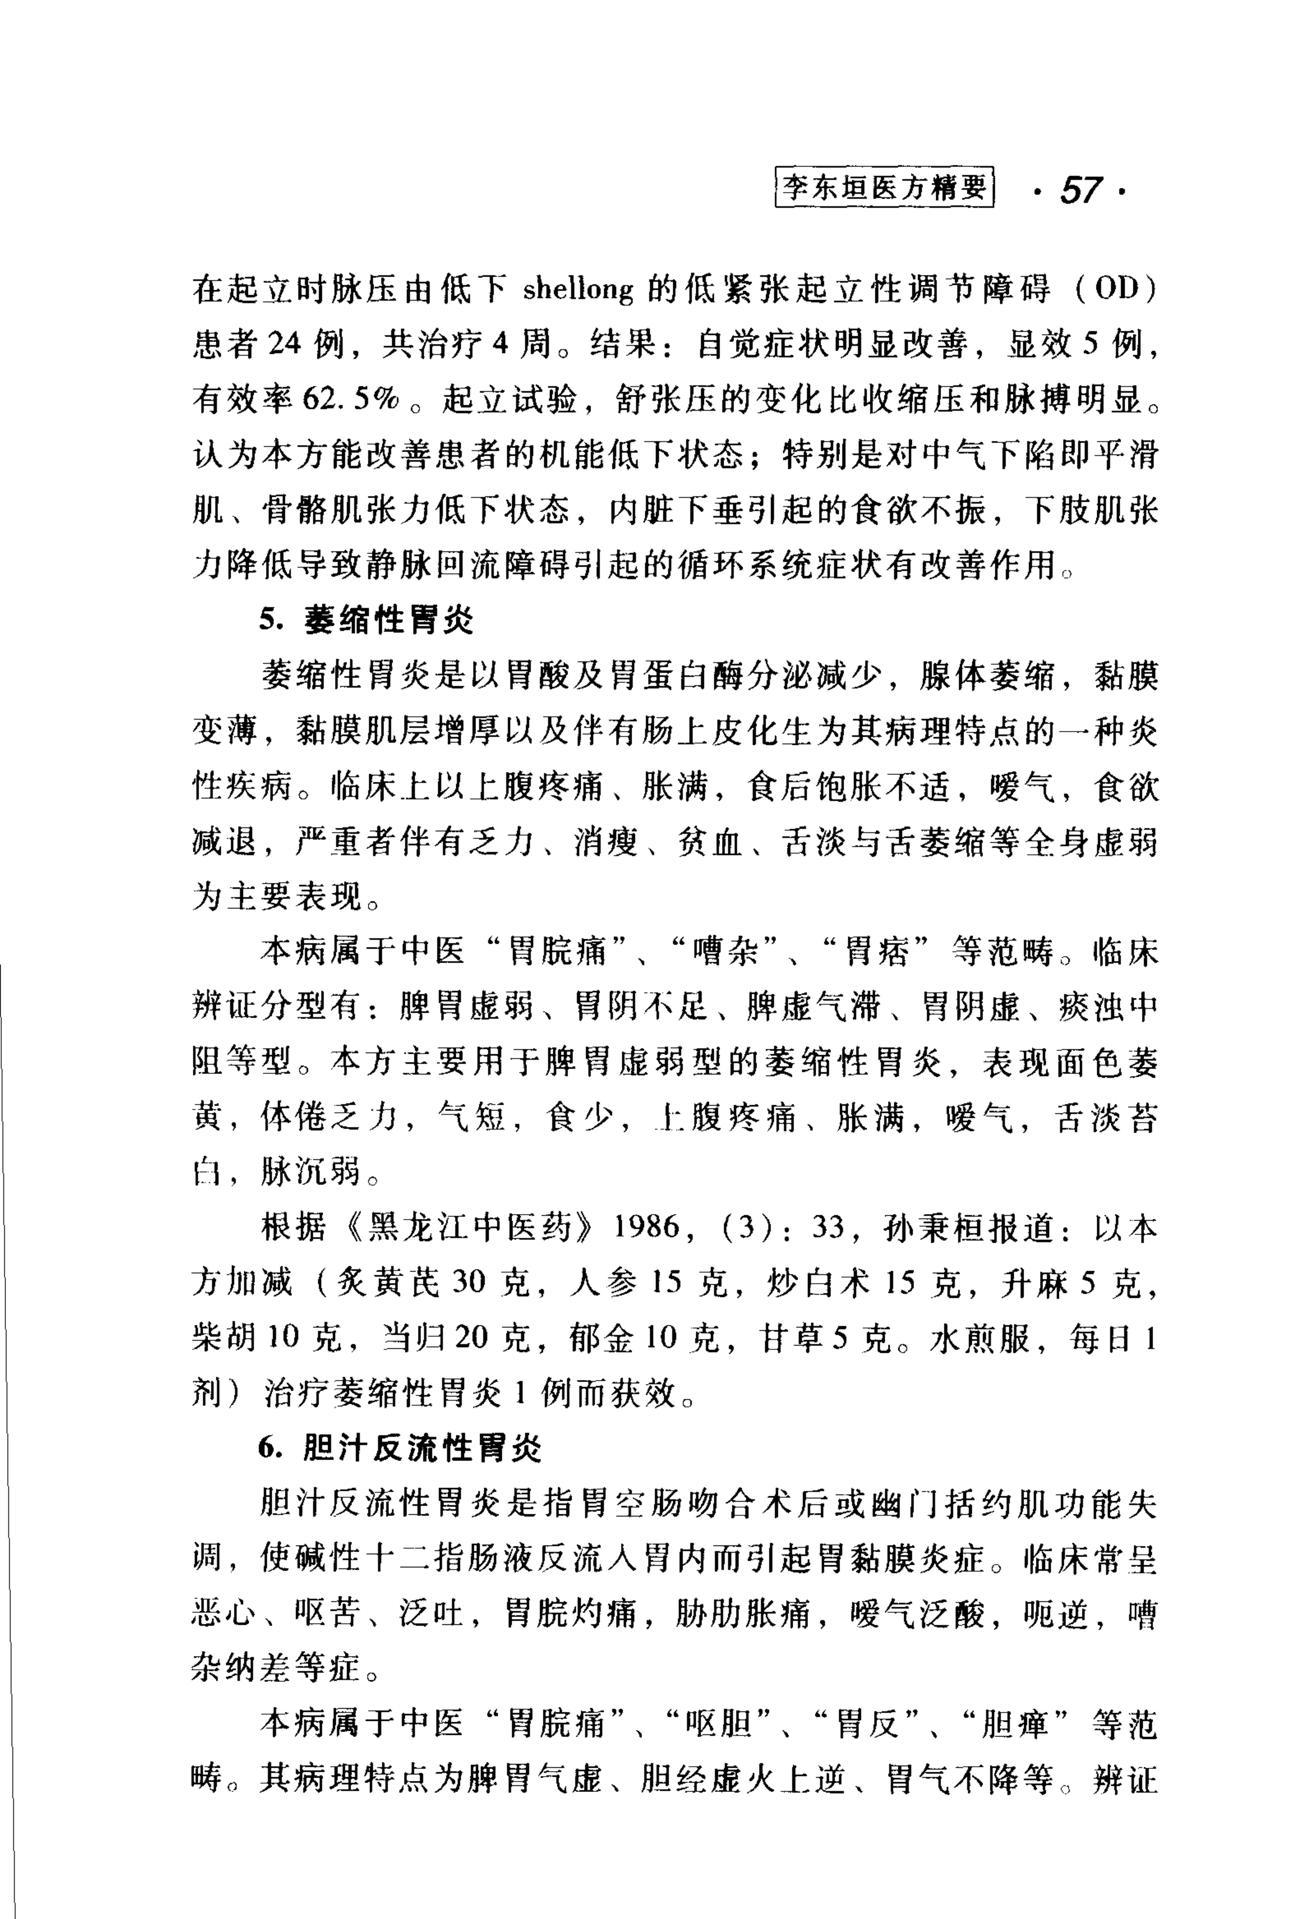 李东垣医方精要 ·57·
在起立时脉压由低下 shellong 的低紧张起立性调节障碍（OD）
患者 24 例，共治疗 4 周。结果：自觉症状明显改善，显效 5 例，
有效率 62.5%。起立试验，舒张压的变化比收缩压和脉搏明显。
认为本方能改善患者的机能低下状态；特别是对中气下陷即平滑
肌、骨骼肌张力低下状态，内脏下垂引起的食欲不振，下肢肌张
力降低导致静脉回流障碍引起的循环系统症状有改善作用。
5. 萎缩性胃炎
萎缩性胃炎是以胃酸及胃蛋白酶分泌减少，腺体萎缩，黏膜
变薄，黏膜肌层增厚以及伴有肠上皮化生为其病理特点的一种炎
性疾病。临床上以上腹疼痛、胀满，食后饱胀不适，嗳气，食欲
减退，严重者伴有乏力、消瘦、贫血、舌淡与舌萎缩等全身虚弱
为主要表现。
本病属于中医“胃脘痛”、“嘈杂”、“胃痞”等范畴。临床
辨证分型有：脾胃虚弱、胃阴不足、脾虚气滞、胃阴虚、痰浊中
阻等型。本方主要用于脾胃虚弱型的萎缩性胃炎，表现面色萎
黄，体倦乏力，气短，食少，上腹疼痛、胀满，嗳气，舌淡苔
白，脉沉弱。
根据《黑龙江中医药》1986，(3)：33，孙秉桓报道：以本
方加减（炙黄芪 30 克，人参 15 克，炒白术 15 克，升麻 5 克，
柴胡 10 克，当归 20 克，郁金 10 克，甘草 5 克。水煎服，每日 1
剂）治疗萎缩性胃炎 1 例而获效。
6. 胆汁反流性胃炎
胆汁反流性胃炎是指胃空肠吻合术后或幽门括约肌功能失
调，使碱性十二指肠液反流入胃内而引起胃黏膜炎症。临床常呈
恶心、呕苦、泛吐，胃脘灼痛，胁肋胀痛，嗳气泛酸，呃逆，嘈
杂纳差等症。
本病属于中医“胃脘痛”、“呕胆”、“胃反”、“胆瘅”等范
畴。其病理特点为脾胃气虚、胆经虚火上逆、胃气不降等。辨证